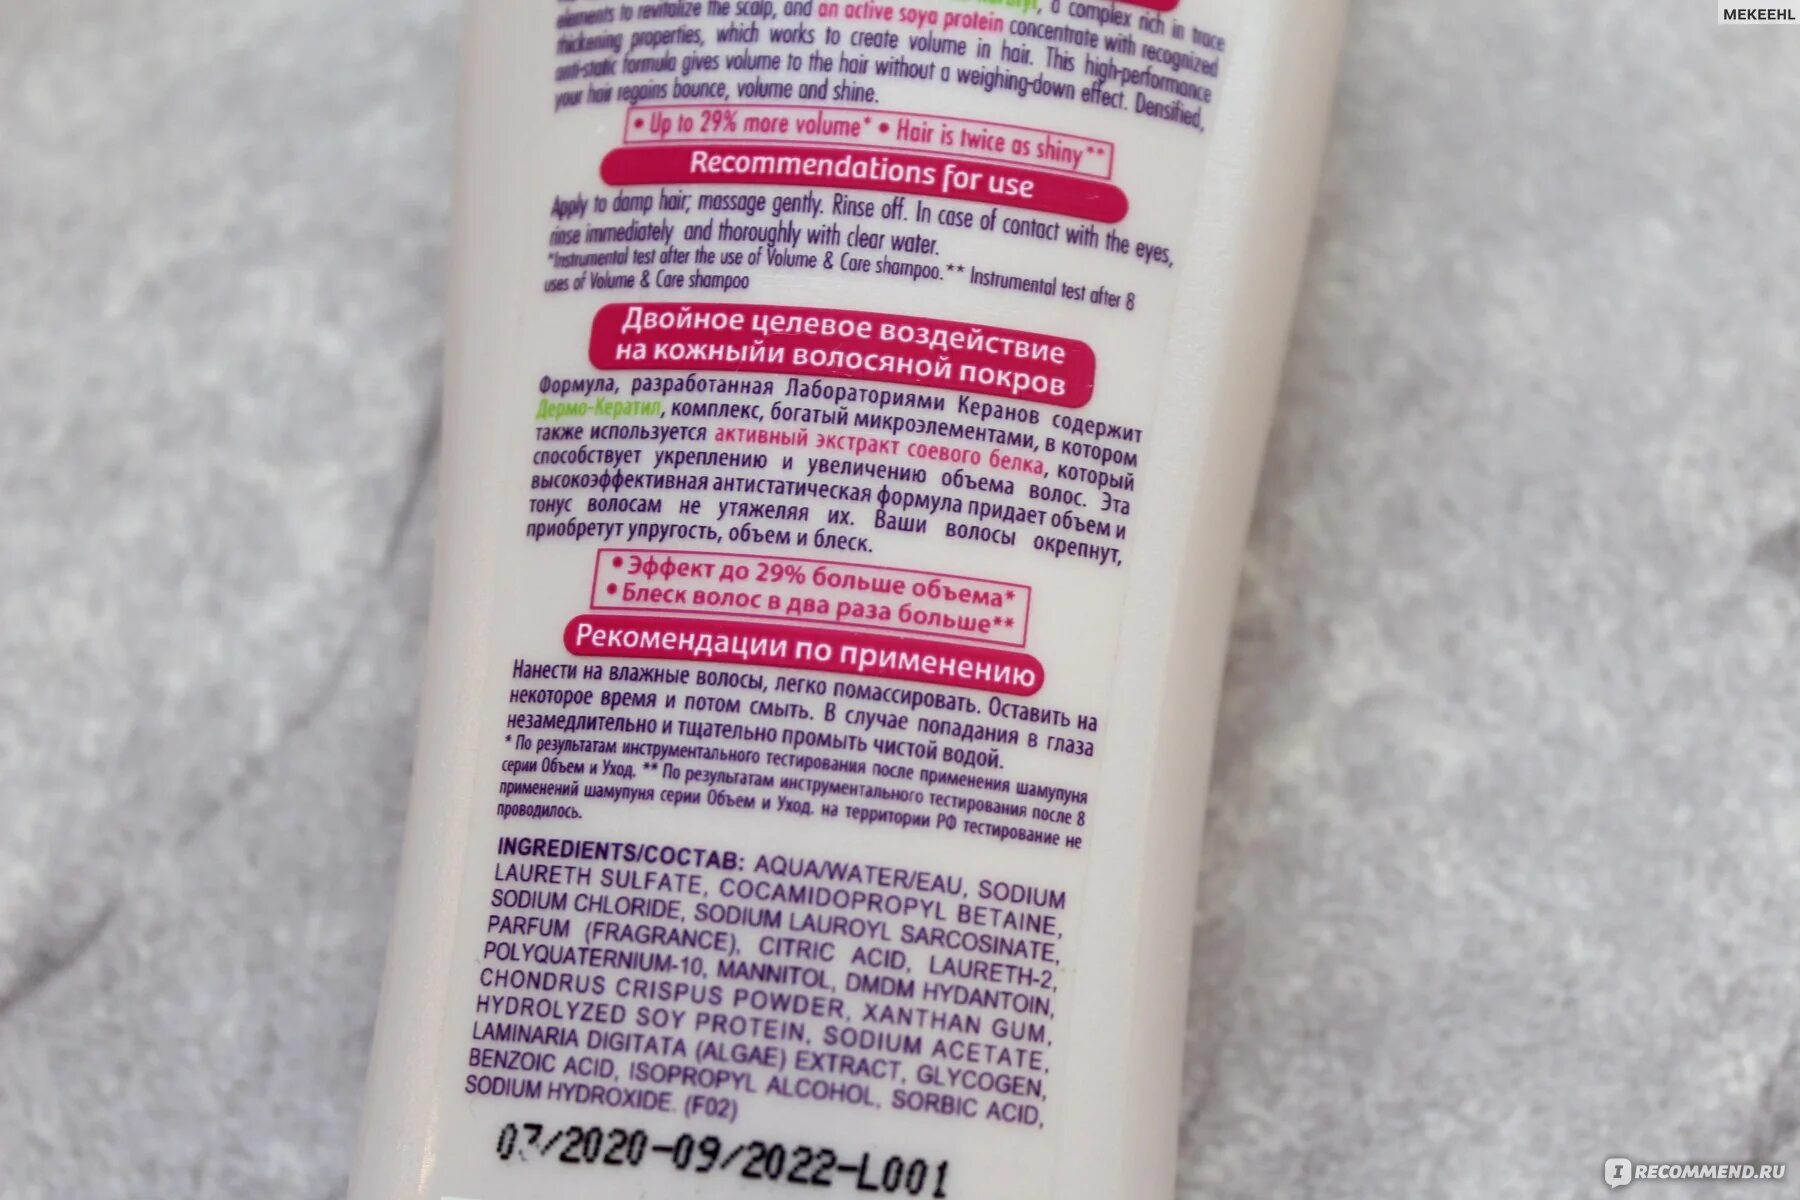 MEKEEHL
, a complex rich in trace
elements to revitalize the scalp, and an active soya protein concentrate with recognized
thickening properties, which works to create volume in hair. This high-performance
anti-static formula gives volume to the hair without a weighing-down effect. Densified,
your hair regains bounce, volume and shine.
• Up to 29% more volume* • Hair is twice as shiny**
Recommendations for use
Apply to damp hair; massage gently. Rinse off. In case of contact with the eyes,
rinse immediately and thoroughly with clear water.
*Instrumental test after the use of Volume & Care shampoo.** Instrumental test after 8
uses of Volume & Care shampoo
Двойное целевое воздействие
на кожныйи волосяной покров
Формула, разработанная Лабораториями Керанов содержит
Дермо-Кератил, комплекс, богатый микроэлементами, в котором
также используется активный экстракт соевого белка, который
способствует укреплению и увеличению объема волос. Эта
высокоэффективная антистатическая формула придает объем и
тонус волосам не утяжеляя их. Ваши волосы окрепнут,
приобретут упругость, объем и блеск.
• Эффект до 29% больше объема*
• Блеск волос в два раза больше**
Рекомендации по применению
Нанести на влажные волосы, легко помассировать. Оставить на
некоторое время и потом смыть. В случае попадания в глаза
незамедлительно и тщательно промыть чистой водой.
* По результатам инструментального тестирования после применения шампуня
серии Объем и Уход. ** По результатам инструментального тестирования после 8
применений шампуня серии Объем и Уход. на территории РФ тестирование не
проводилось.
INGREDIENTS/СОСТАВ: AQUA/WATER/EAU, SODIUM
LAURETH SULFATE, COCAMIDOPROPYL BETAINE,
SODIUM CHLORIDE, SODIUM LAUROYL SARCOSINATE,
PARFUM (FRAGRANCE), CITRIC ACID, LAURETH-2,
POLYQUATERNIUM-10, MANNITOL, DMDM HYDANTOIN,
CHONDRUS CRISPUS POWDER, XANTHAN GUM,
HYDROLYZED SOY PROTEIN, SODIUM ACETATE,
LAMINARIA DIGITATA (ALGAE) EXTRACT, GLYCOGEN,
BENZOIC ACID, ISOPROPYL ALCOHOL, SORBIC ACID,
SODIUM HYDROXIDE. (F02)
03/2020-09/2022-L001
IRECOMMEND.RU